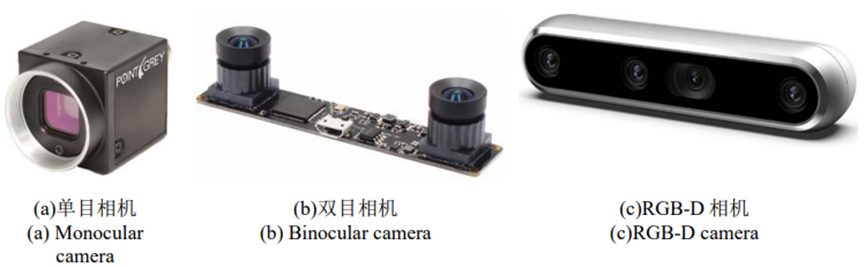 POINT GREY
(a)单目相机
(a) Monocular
camera
(b)双目相机
(b) Binocular camera
(c)RGB-D 相机
(c)RGB-D camera